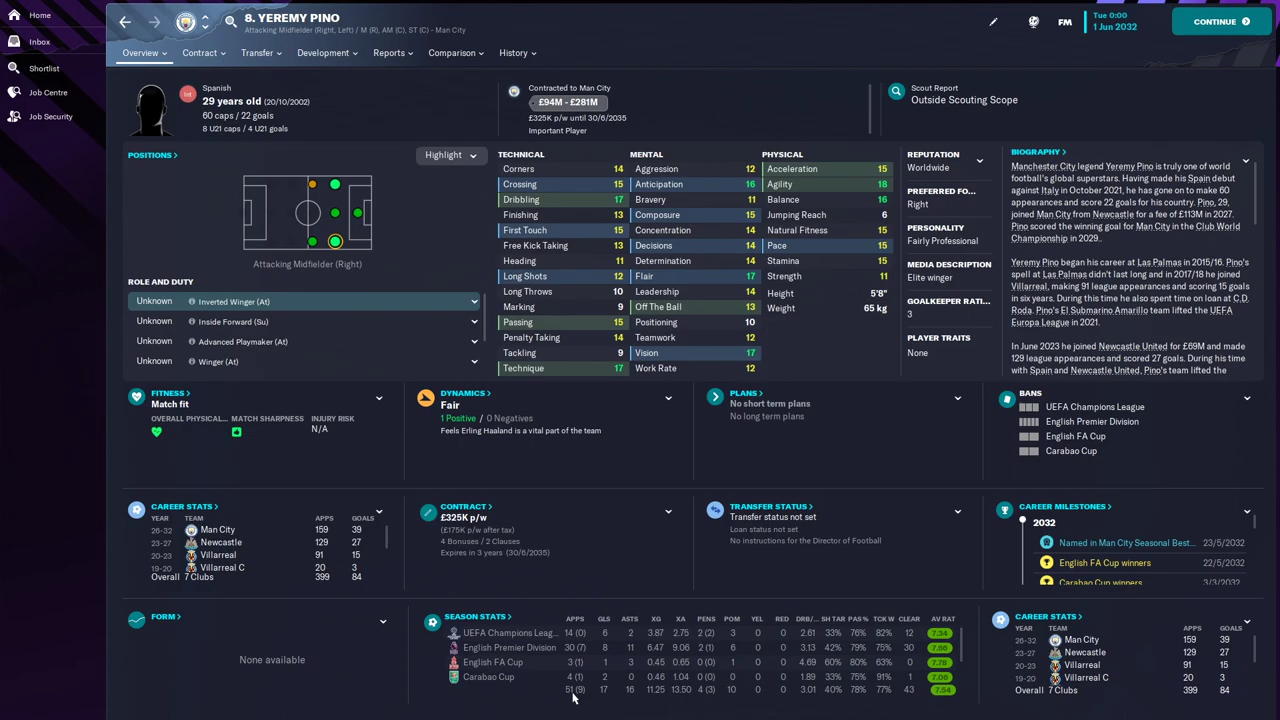 Home
Inbox
Shortlist
Job Centre
Job Security
8. YEREMY PINO
Attacking Midfielder (Right, Left) / M (R), AM (C), ST (C) - Man City
FM
Tue 0:00
1 Jun 2032
CONTINUE
Overview
Contract
Transfer
Development
Reports
Comparison
History
Int
Spanish
29 years old (20/10/2002)
60 caps / 22 goals
8 U21 caps / 4 U21 goals
Contracted to Man City
£94M - £281M
£325K p/w until 30/6/2035
Important Player
Scout Report
Outside Scouting Scope
POSITIONS
Highlight
Attacking Midfielder (Right)
ROLE AND DUTY
Unknown Inverted Winger (At)
Unknown Inside Forward (Su)
Unknown Advanced Playmaker (At)
Unknown Winger (At)
TECHNICAL
Corners 14
Crossing 15
Dribbling 17
Finishing 13
First Touch 15
Free Kick Taking 13
Heading 11
Long Shots 12
Long Throws 10
Marking 9
Passing 15
Penalty Taking 14
Tackling 9
Technique 17
MENTAL
Aggression 12
Anticipation 16
Bravery 11
Composure 15
Concentration 14
Decisions 14
Determination 14
Flair 17
Leadership 14
Off The Ball 13
Positioning 10
Teamwork 12
Vision 17
Work Rate 12
PHYSICAL
Acceleration 15
Agility 18
Balance 16
Jumping Reach 6
Natural Fitness 15
Pace 15
Stamina 15
Strength 11
Height 5'8"
Weight 65 kg
REPUTATION
Worldwide
PREFERRED FO...
Right
PERSONALITY
Fairly Professional
MEDIA DESCRIPTION
Elite winger
GOALKEEPER RATI...
3
PLAYER TRAITS
None
BIOGRAPHY
Manchester City legend Yeremy Pino is truly one of world
football's global superstars. Having made his Spain debut
against Italy in October 2021, he has gone on to make 60
appearances and score 22 goals for his country. Pino, 29,
joined Man City from Newcastle for a fee of £113M in 2027.
Pino scored the winning goal for Man City in the Club World
Championship in 2029..
Yeremy Pino began his career at Las Palmas in 2015/16. Pino's
spell at Las Palmas didn't last long and in 2017/18 he joined
Villarreal, making 91 league appearances and scoring 15 goals
in six years. During this time he also spent time on loan at C.D.
Roda. Pino's El Submarino Amarillo team lifted the UEFA
Europa League in 2021.
In June 2023 he joined Newcastle United for £69M and made
129 league appearances and scored 27 goals. During his time
with Spain and Newcastle United, Pino's team lifted the
FITNESS
Match fit
OVERALL PHYSICAL... MATCH SHARPNESS INJURY RISK
N/A
DYNAMICS
Fair
1 Positive / 0 Negatives
Feels Erling Haaland is a vital part of the team
PLANS
No short term plans
No long term plans
BANS
UEFA Champions League
English Premier Division
English FA Cup
Carabao Cup
CAREER STATS
YEAR TEAM APPS GOALS
26-32 Man City 159 39
23-27 Newcastle 129 27
20-23 Villarreal 91 15
19-20 Villarreal C 20 3
Overall 7 Clubs 399 84
CONTRACT
£325K p/w
(£175K p/w after tax)
4 Bonuses / 2 Clauses
Expires in 3 years (30/6/2035)
TRANSFER STATUS
Transfer status not set
Loan status not set
No instructions for the Director of Football
CAREER MILESTONES
2032
Named in Man City Seasonal Best... 23/5/2032
English FA Cup winners 22/5/2032
Carabao Cup winners 3/3/2032
FORM
None available
SEASON STATS APPS GLS ASTS XG XA PENS POM YEL RED DRB/... SH TAR PAS% TCK W CLEAR AV RAT
UEFA Champions Leag... 14 (0) 6 2 3.87 2.75 2 (2) 3 0 0 2.61 33% 76% 82% 12 7.34
English Premier Division 30 (7) 8 11 6.47 9.06 2 (1) 6 0 0 3.13 42% 79% 75% 30 7.66
English FA Cup 3 (1) 1 3 0.45 0.65 0 (0) 1 0 0 4.69 60% 80% 63% 0 7.78
Carabao Cup 4 (1) 2 0 0.46 1.04 0 (0) 0 0 0 1.89 33% 75% 91% 1 7.06
51 (9) 17 16 11.25 13.50 4 (3) 10 0 0 3.01 40% 78% 77% 43 7.54
CAREER STATS
YEAR TEAM APPS GOALS
26-32 Man City 159 39
23-27 Newcastle 129 27
20-23 Villarreal 91 15
19-20 Villarreal C 20 3
Overall 7 Clubs 399 84